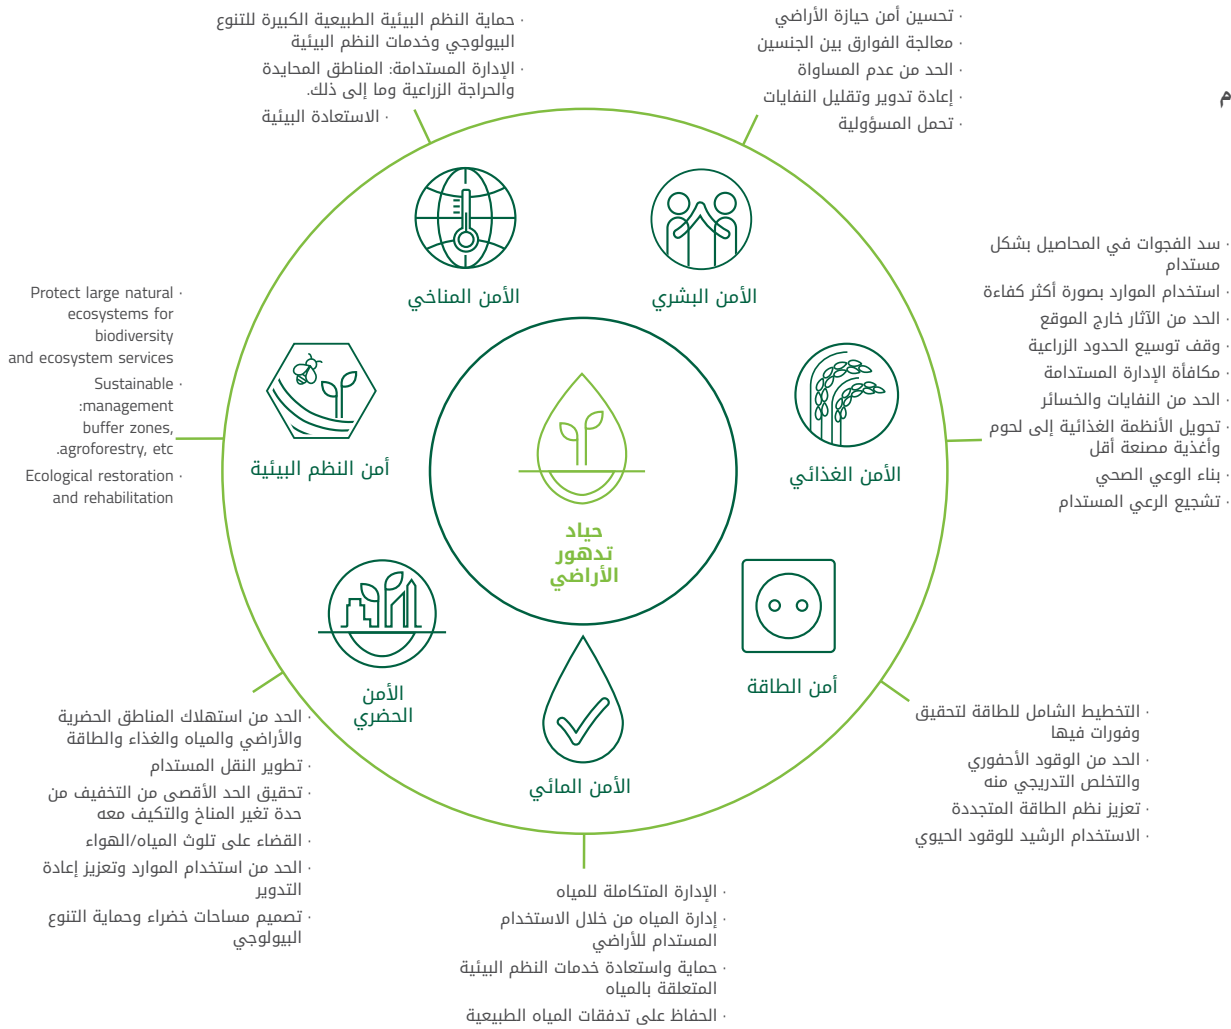 · تحسين أمن حيازة الأراضي
· معالجة الفوارق بين الجنسين
· الحد من عدم المساواة
· إعادة تدوير وتقليل النفايات
· تحمل المسؤولية
· حماية النظم البيئية الطبيعية الكبيرة للتنوع
البيولوجي وخدمات النظم البيئية
· الإدارة المستدامة: المناطق المحايدة
والحراجة الزراعية وما إلى ذلك.
· الاستعادة البيئية
م
الأمن البشري
الأمن المناخي
· سد الفجوات في المحاصيل بشكل
مستدام
· استخدام الموارد بصورة أكثر كفاءة
· الحد من الآثار خارج الموقع
· وقف توسيع الحدود الزراعية
· مكافأة الإدارة المستدامة
· الحد من النفايات والخسائر
· تحويل الأنظمة الغذائية إلى لحوم
وأغذية مصنعة أقل
· بناء الوعي الصحي
· تشجيع الرعي المستدام
الأمن الغذائي
أمن النظم البيئية
Protect large natural ·
ecosystems for
biodiversity
and ecosystem services
Sustainable ·
:management
buffer zones,
.agroforestry, etc
Ecological restoration ·
and rehabilitation
حياد
تدهور
الأراضي
أمن الطاقة
الأمن
الحضري
الأمن المائي
· التخطيط الشامل للطاقة لتحقيق
وفورات فيها
· الحد من الوقود الأحفوري
والتخلص التدريجي منه
· تعزيز نظم الطاقة المتجددة
· الاستخدام الرشيد للوقود الحيوي
· الحد من استهلاك المناطق الحضرية
والأراضي والمياه والغذاء والطاقة
· تطوير النقل المستدام
· تحقيق الحد الأقصى من التخفيف من
حدة تغير المناخ والتكيف معه
· القضاء على تلوث المياه/الهواء
· الحد من استخدام الموارد وتعزيز إعادة
التدوير
· تصميم مساحات خضراء وحماية التنوع
البيولوجي
· الإدارة المتكاملة للمياه
· إدارة المياه من خلال الاستخدام
المستدام للأراضي
· حماية واستعادة خدمات النظم البيئية
المتعلقة بالمياه
· الحفاظ على تدفقات المياه الطبيعية